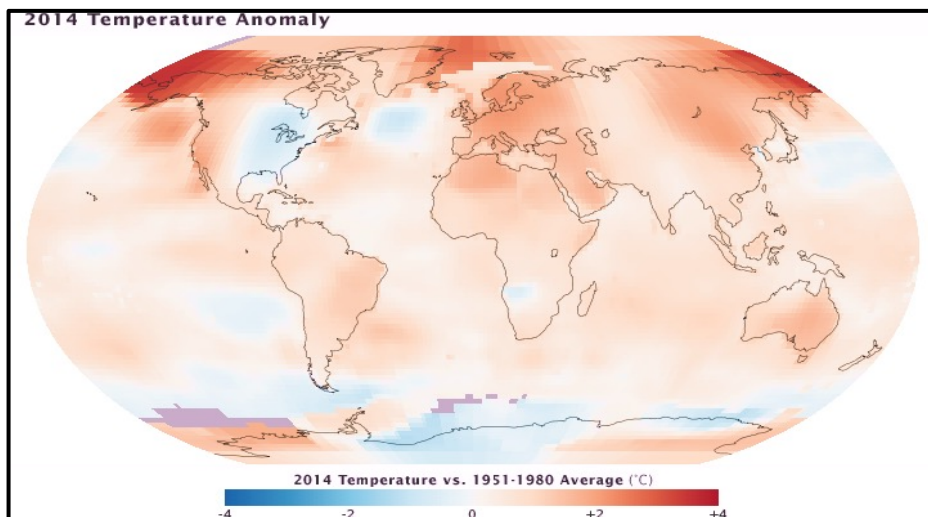 2014 Temperature Anomaly
2014 Temperature vs. 1951-1980 Average (°C)
-4 -2 0 +2 +4